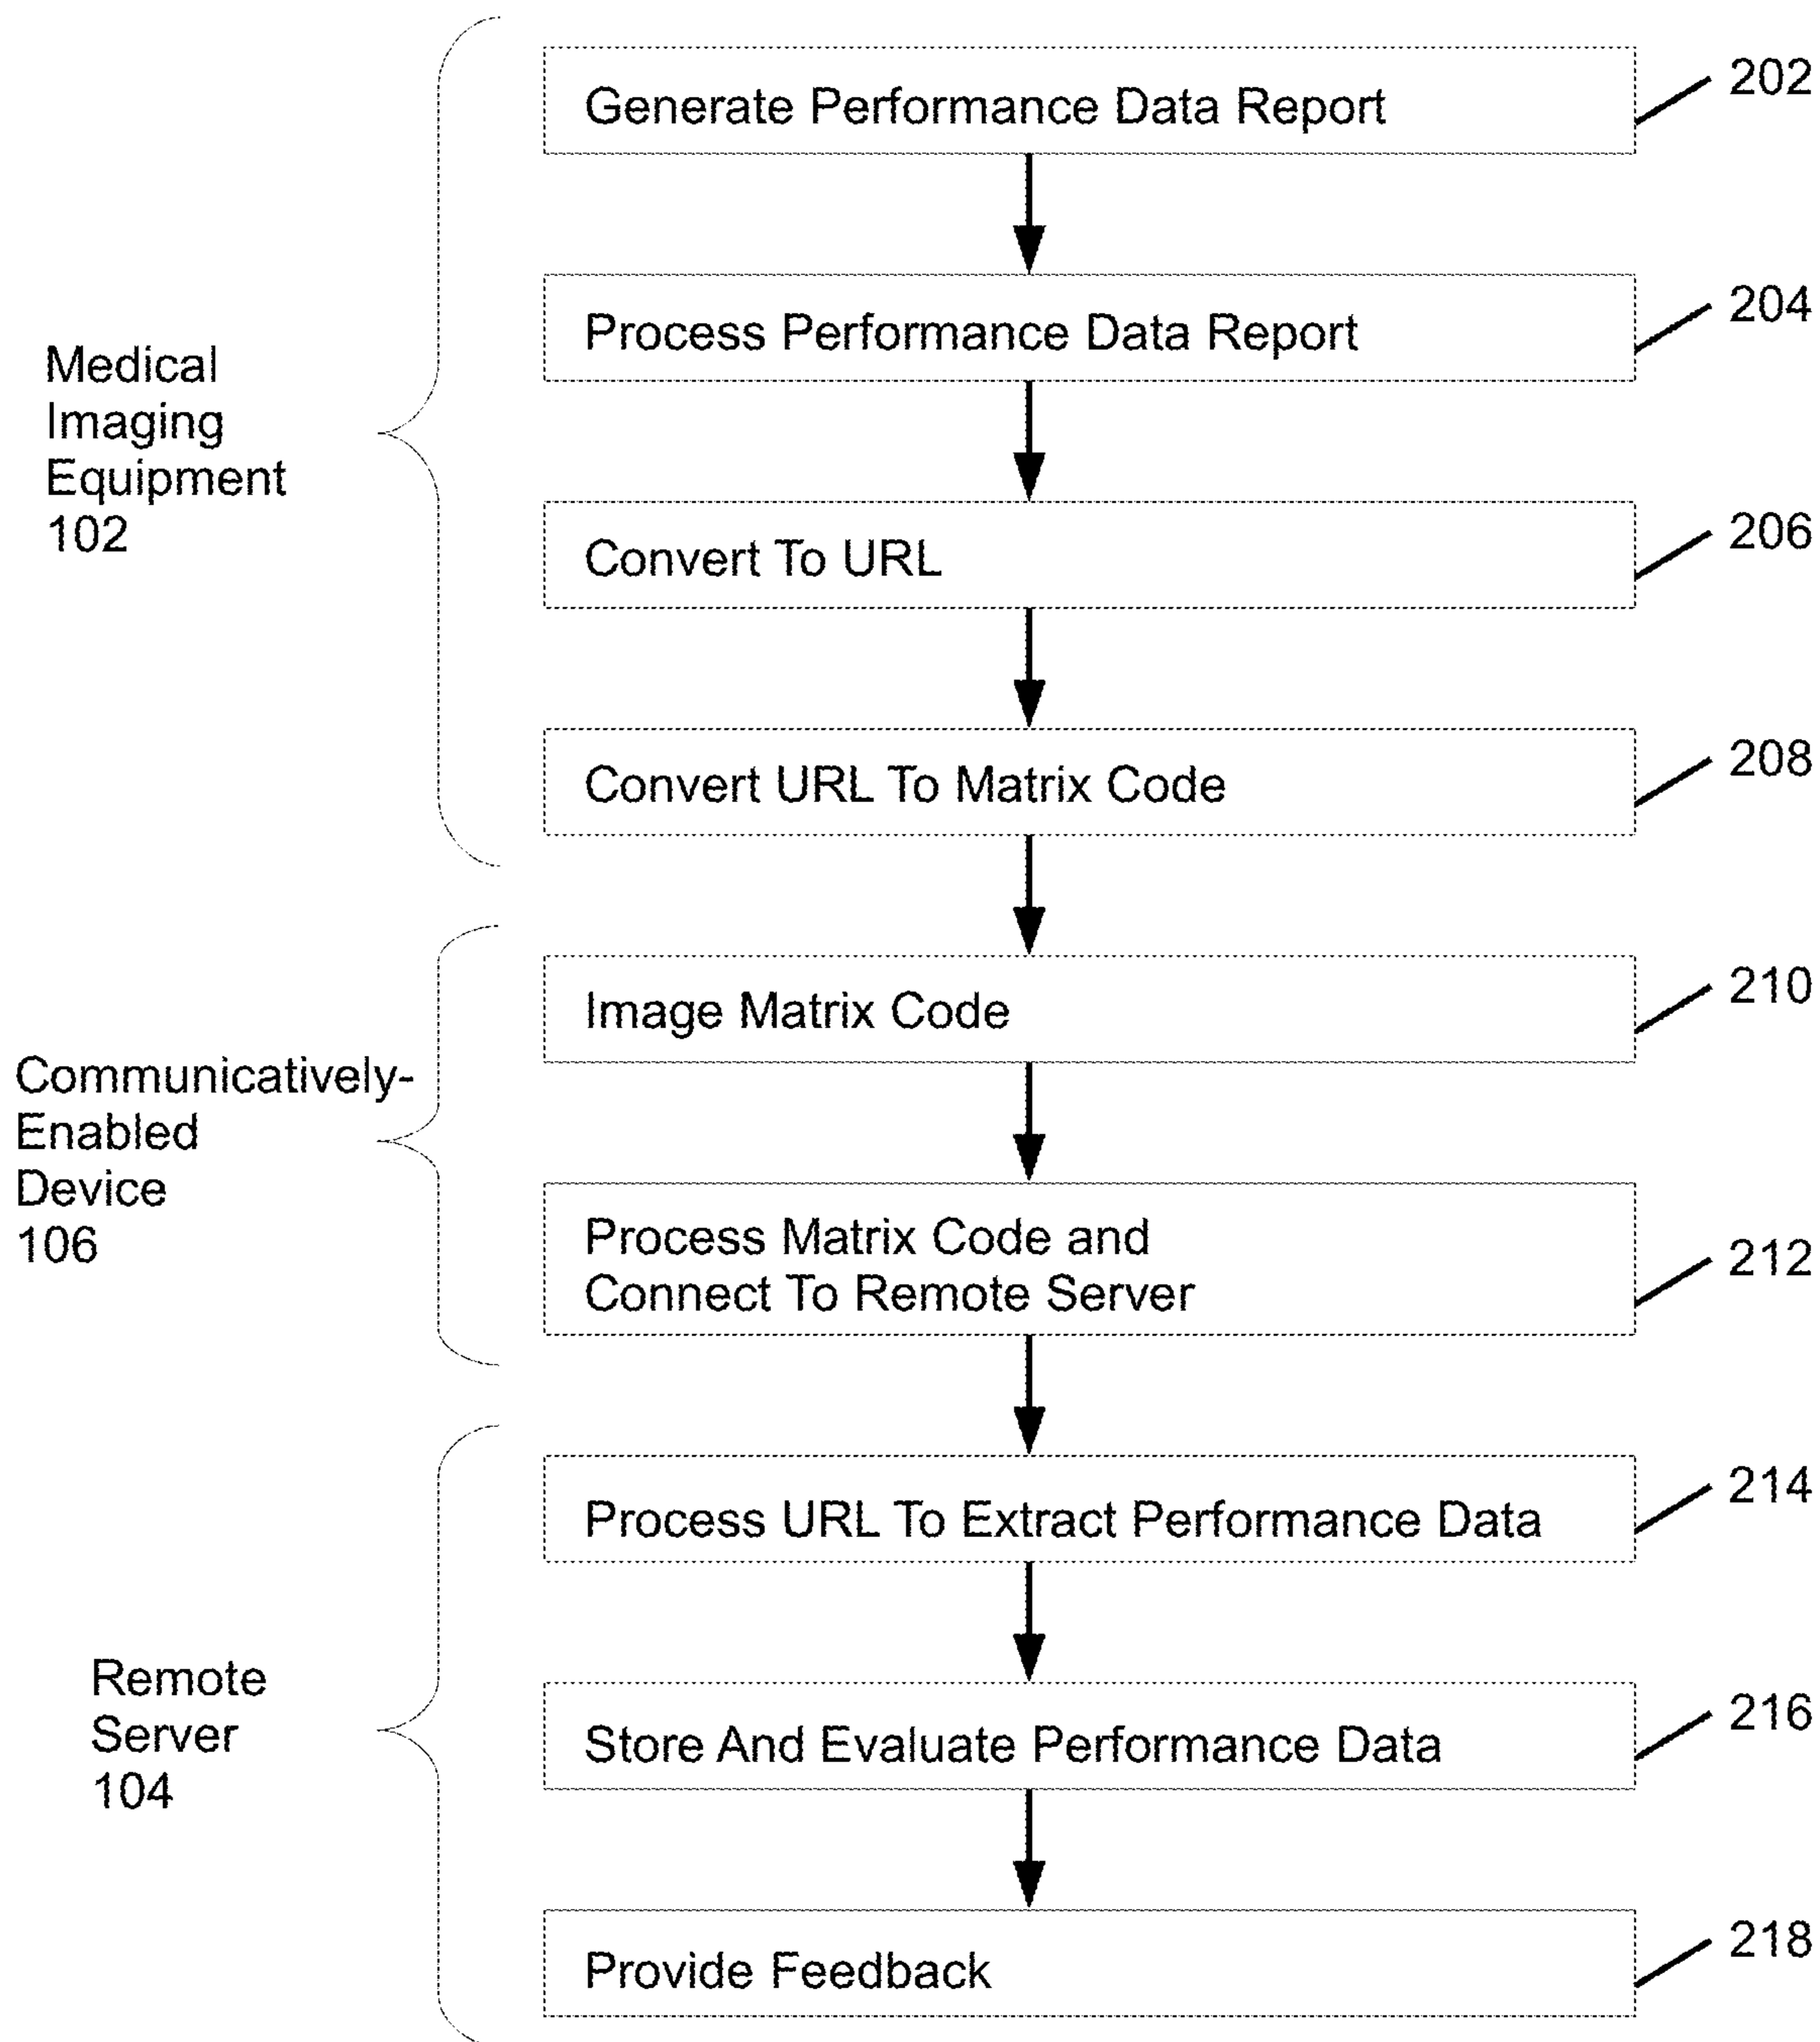 Generate Performance Data Report
202
Process Performance Data Report
204
Medical
Imaging
Equipment
102
Convert To URL
206
Convert URL To Matrix Code
208
Image Matrix Code
210
Communicatively-
Enabled
Device
106
Process Matrix Code and
Connect To Remote Server
212
Process URL To Extract Performance Data
214
Remote
Server
104
Store And Evaluate Performance Data
216
Provide Feedback
218